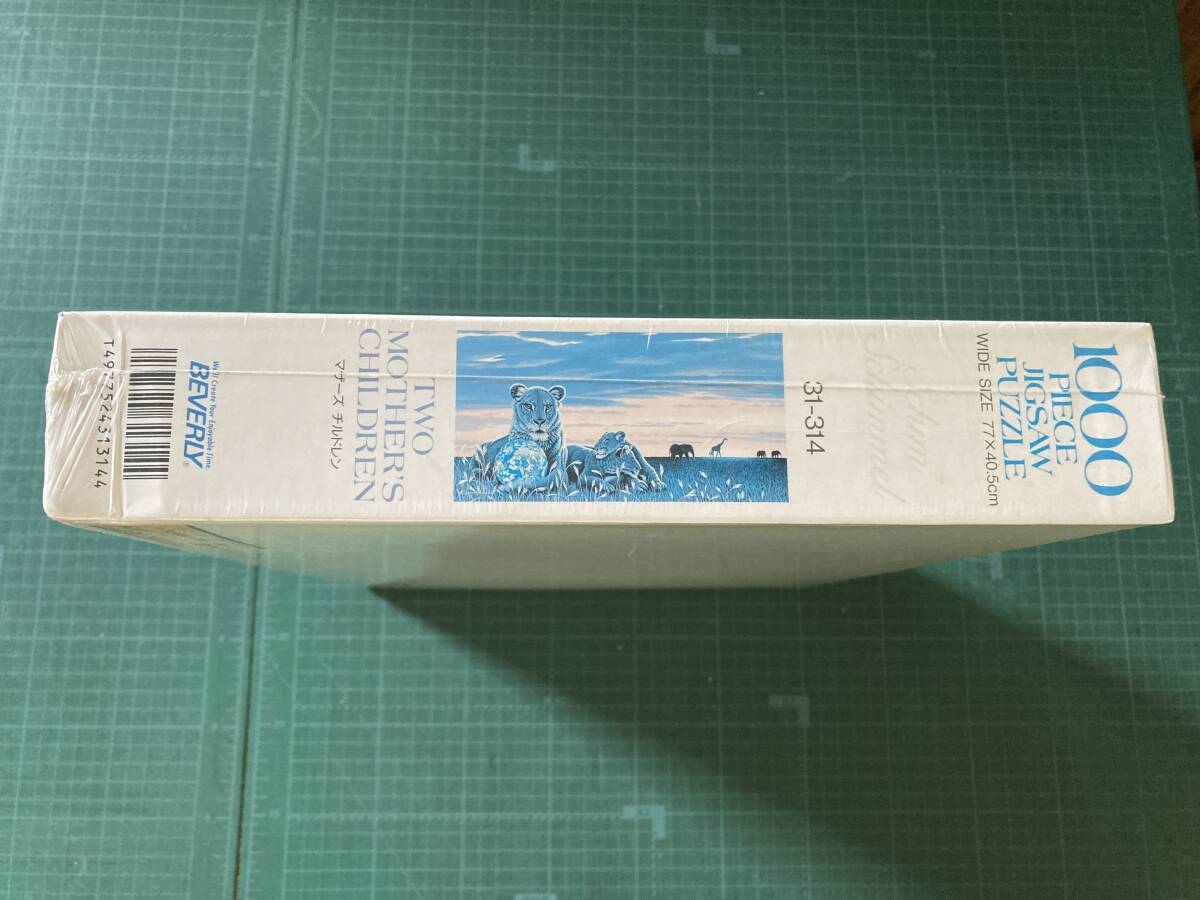 1000
PIECE
JIGSAW
PUZZLE
WIDE SIZE 77×40.5cm
Schimmel
31-314
TWO
MOTHER'S
CHILDREN
マザーズ チルドレン
We'll Create Your Enjoyable Time.
BEVERLY®
T4977524313144